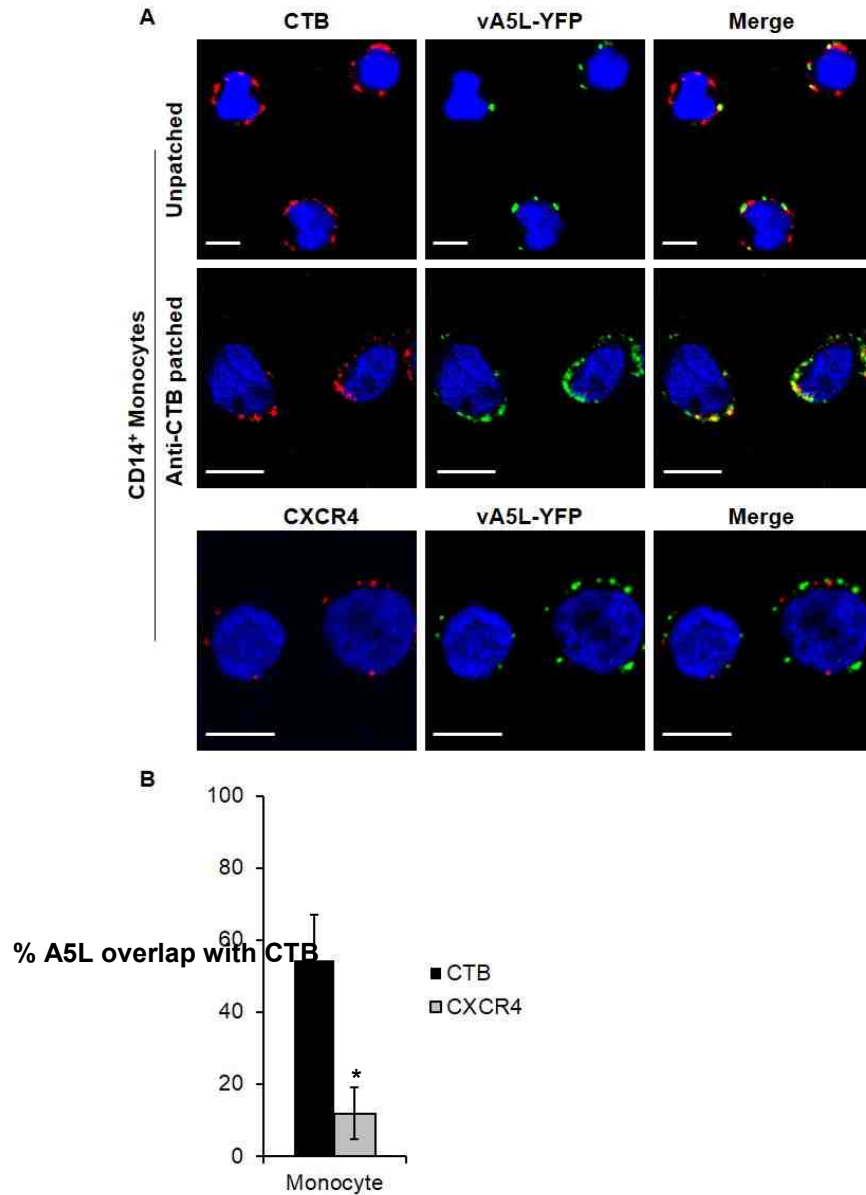 A
CTB vA5L-YFP Merge
CD14⁺ Monocytes
Unpatched
Anti-CTB patched
CXCR4 vA5L-YFP Merge
B
% A5L overlap with CTB
100
80
60
40
20
0
*
CTB
CXCR4
Monocyte